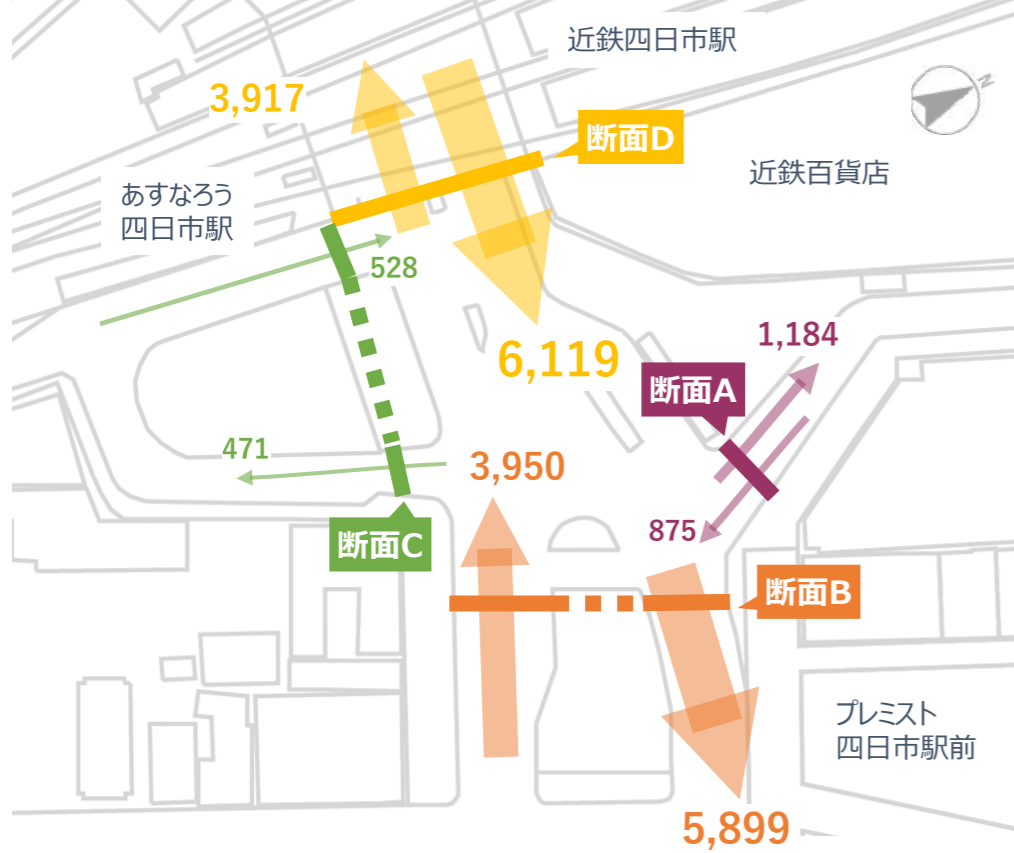 近鉄四日市駅
N
3,917
断面D
近鉄百貨店
あすなろう
四日市駅
528
6,119
1,184
断面A
471
3,950
875
断面C
断面B
プレミスト
四日市駅前
5,899